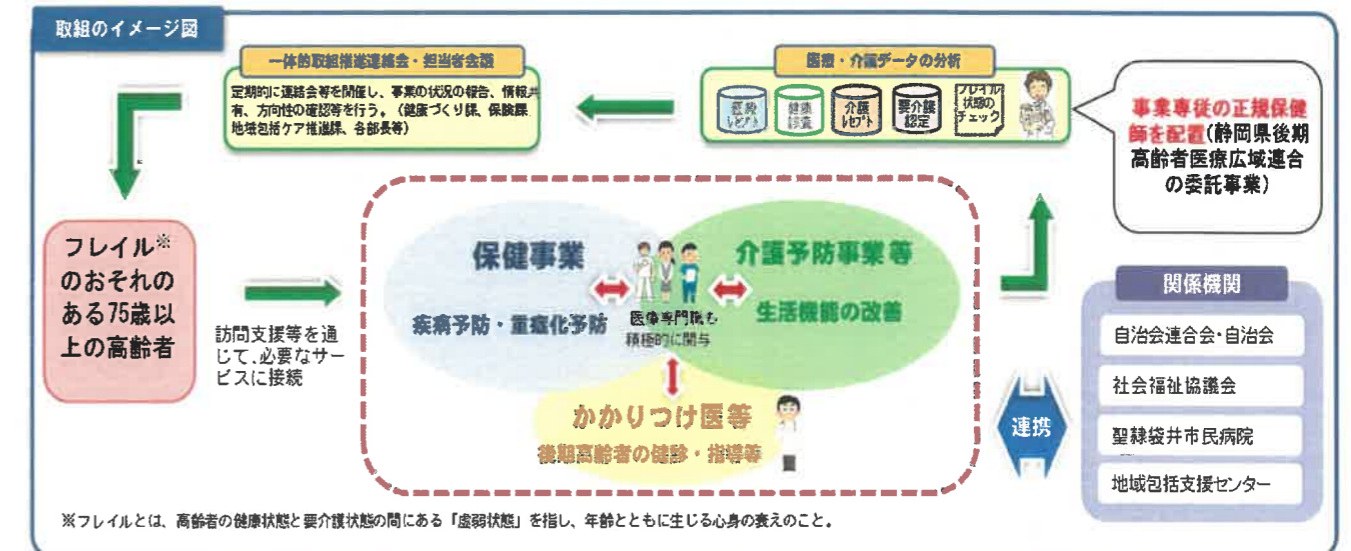 取組のイメージ図
一体的取組推進連絡会・担当者会議
定期的に連絡会等を開催し、事業の状況の報告、情報共
有、方向性の確認等を行う。（健康づくり課、保険課
地域包括ケア推進課、各部長等）
医療・介護データの分析
医療
ﾚｾﾌﾟﾄ
健康
診査
介護
ﾚｾﾌﾟﾄ
要介護
認定
フレイル
状態の
チェック
事業専従の正規保健
師を配置(静岡県後期
高齢者医療広域連合
の委託事業)
フレイル※
のおそれの
ある75歳以
上の高齢者
訪問支援等を通
じて、必要なサー
ビスに接続
保健事業
疾病予防・重症化予防
医療専門職も
積極的に関与
介護予防事業等
生活機能の改善
かかりつけ医等
後期高齢者の健診・指導等
連携
関係機関
自治会連合会・自治会
社会福祉協議会
聖隷袋井市民病院
地域包括支援センター
※フレイルとは、高齢者の健康状態と要介護状態の間にある「虚弱状態」を指し、年齢とともに生じる心身の衰えのこと。